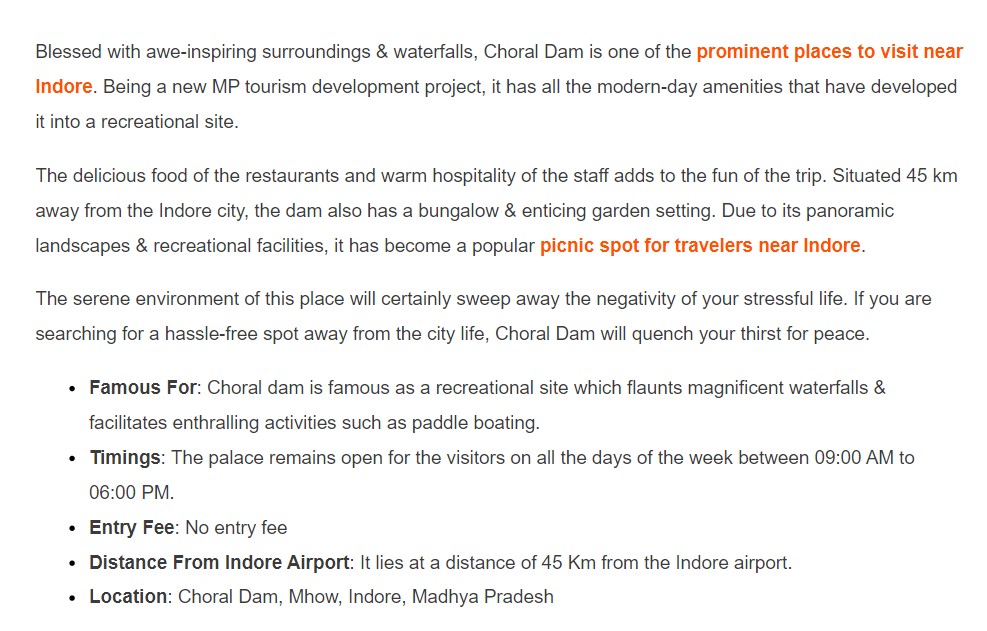 Blessed with awe-inspiring surroundings & waterfalls, Choral Dam is one of the prominent places to visit near
Indore. Being a new MP tourism development project, it has all the modern-day amenities that have developed
it into a recreational site.
The delicious food of the restaurants and warm hospitality of the staff adds to the fun of the trip. Situated 45 km
away from the Indore city, the dam also has a bungalow & enticing garden setting. Due to its panoramic
landscapes & recreational facilities, it has become a popular picnic spot for travelers near Indore.
The serene environment of this place will certainly sweep away the negativity of your stressful life. If you are
searching for a hassle-free spot away from the city life, Choral Dam will quench your thirst for peace.
• Famous For: Choral dam is famous as a recreational site which flaunts magnificent waterfalls &
facilitates enthralling activities such as paddle boating.
• Timings: The palace remains open for the visitors on all the days of the week between 09:00 AM to
06:00 PM.
• Entry Fee: No entry fee
• Distance From Indore Airport: It lies at a distance of 45 Km from the Indore airport.
• Location: Choral Dam, Mhow, Indore, Madhya Pradesh